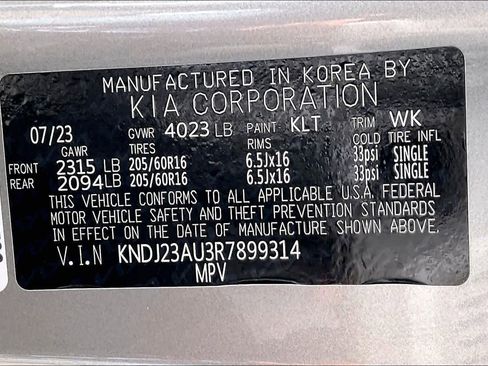 MANUFACTURED IN KOREA BY
KIA CORPORATION
07/23 GVWR 4023 LB PAINT KLT TRIM WK
GAWR TIRES RIMS COLD TIRE INFL
FRONT 2315 LB 205/60R16 6.5Jx16 33psi SINGLE
REAR 2094 LB 205/60R16 6.5Jx16 33psi SINGLE
THIS VEHICLE CONFORMS TO ALL APPLICABLE U.S.A. FEDERAL
MOTOR VEHICLE SAFETY AND THEFT PREVENTION STANDARDS
IN EFFECT ON THE DATE OF MANUFACTURE SHOWN ABOVE.
V.I.N KNDJ23AU3R7899314
MPV